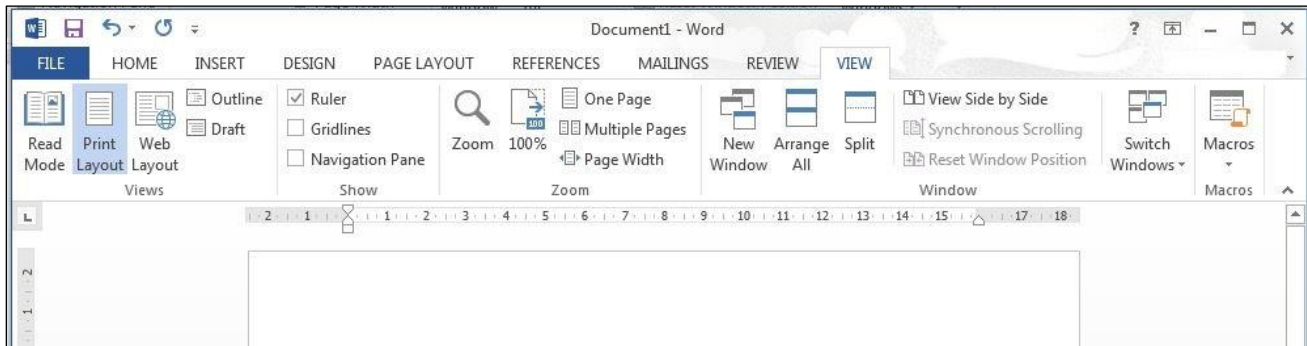 Document1 - Word
FILE HOME INSERT DESIGN PAGE LAYOUT REFERENCES MAILINGS REVIEW VIEW
Read Mode
Print Layout
Web Layout
Outline
Draft
Views
Ruler
Gridlines
Navigation Pane
Show
Zoom
100%
100
One Page
Multiple Pages
Page Width
Zoom
New Window
Arrange All
Split
View Side by Side
Synchronous Scrolling
Reset Window Position
Window
Switch Windows
Macros
Macros
2 1 1 2 3 4 5 6 7 8 9 10 11 12 13 14 15 17 18
2
1